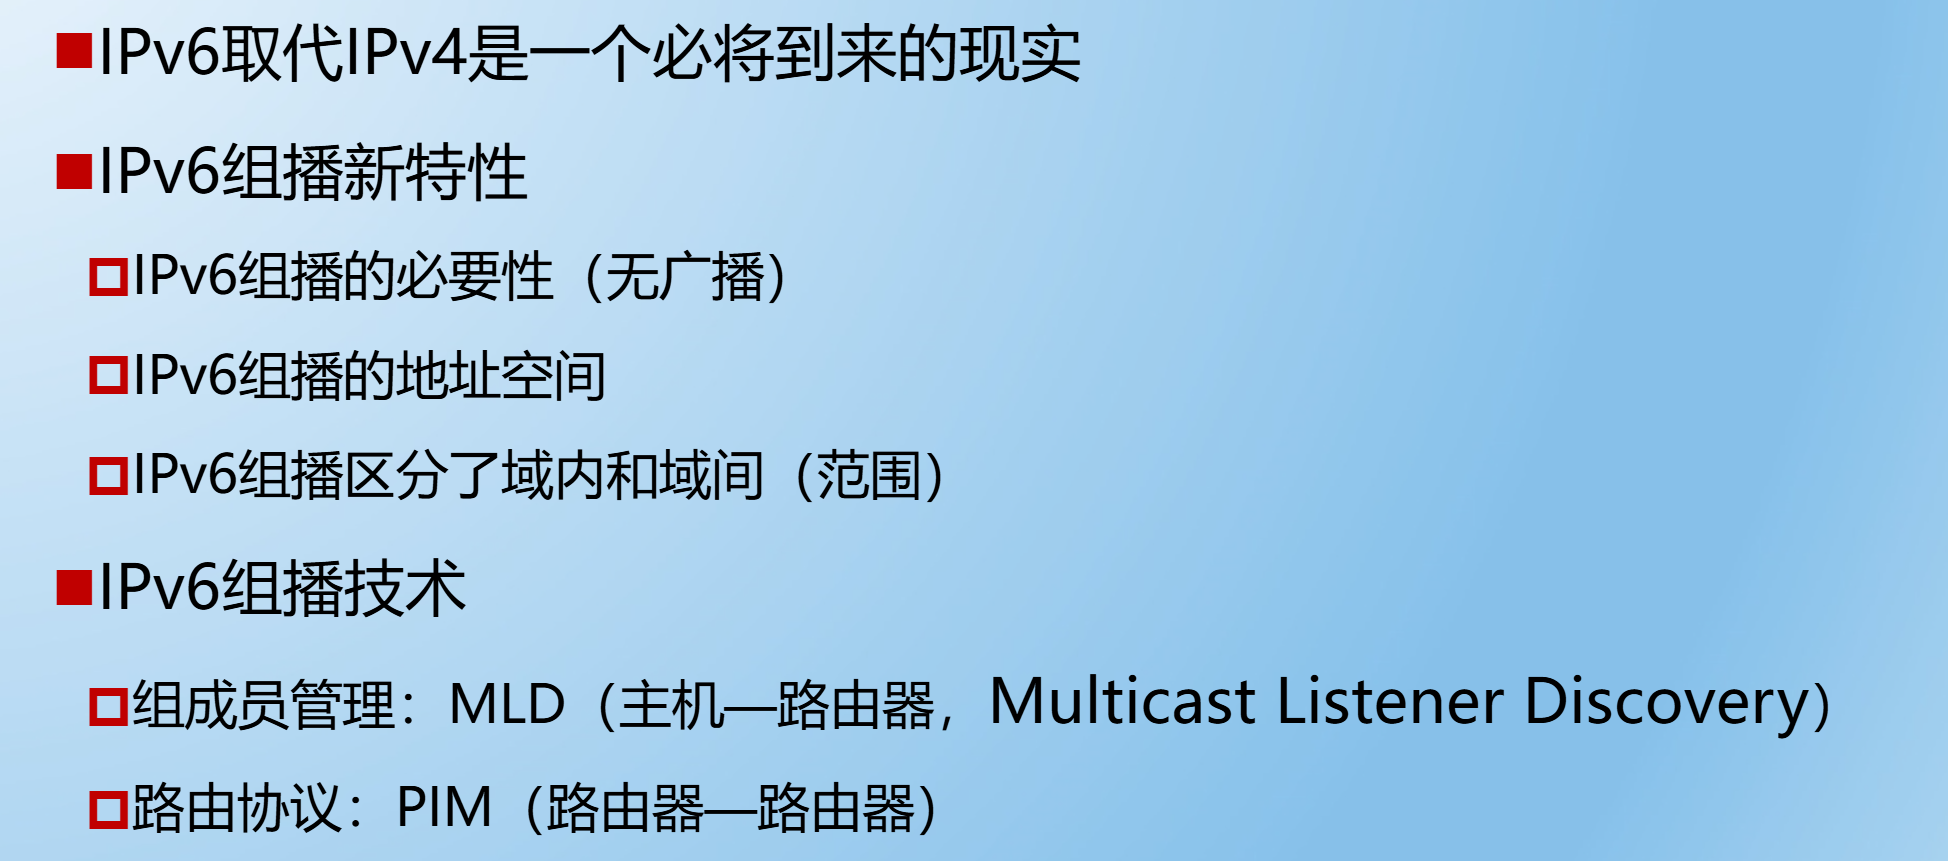 IPv6取代IPv4是一个必将到来的现实
IPv6组播新特性
IPv6组播的必要性（无广播）
IPv6组播的地址空间
IPv6组播区分了域内和域间（范围）
IPv6组播技术
组成员管理：MLD（主机—路由器，Multicast Listener Discovery）
路由协议：PIM（路由器—路由器）